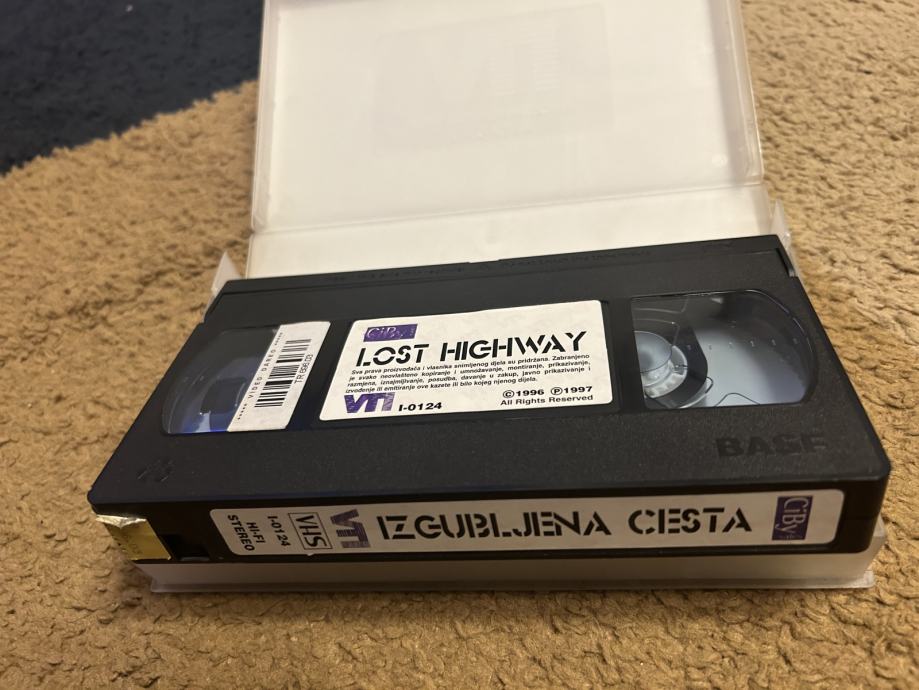 CiBy
LOST HIGHWAY
Sva prava proizvođača i vlasnika snimljenog djela su pridržana. Zabranjeno
je svako neovlašteno kopiranje i umnožavanje, montiranje, prikazivanje,
razmjena, iznajmljivanje, posudba, davanje u zakup, javno prikazivanje i
izvođenje ili emitiranje ove kazete ili bilo kojeg njenog dijela.
VTI I-0124
©1996 ℗1997
All Rights Reserved
***** VIDEO DABRO *****
BASF
HI-FI
STEREO
I-0124
VHS
VTI
IZGUBLJENA CESTA
CiBy